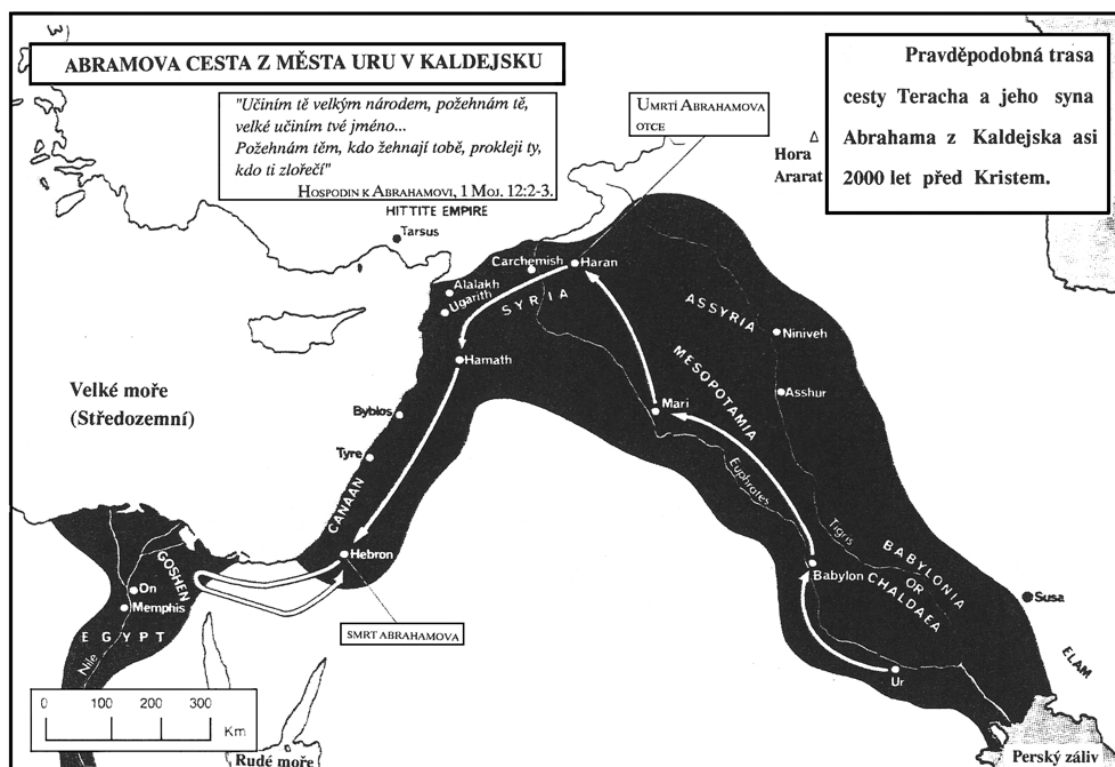 ABRAMOVA CESTA Z MĚSTA URU V KALDEJSKU
"Učiním tě velkým národem, požehnám tě,
velké učiním tvé jméno...
Požehnám těm, kdo žehnají tobě, prokleji ty,
kdo ti zlořečí"
HOSPODIN K ABRAHAMOVI, 1 MOJ. 12:2-3.
UMRTÍ ABRAHAMOVA
OTCE
Pravděpodobná trasa
cesty Teracha a jeho syna
Abrahama z Kaldejska asi
2000 let před Kristem.
Hora
Ararat
HITTITE EMPIRE
Tarsus
Carchemish
Haran
Alalakh
Ugarith
SYRIA
ASSYRIA
Niniveh
Hamath
MESOPOTAMIA
Asshur
Velké moře
(Středozemní)
Byblos
Mari
Tyre
Euphrates
CANAAN
Tigris
GOSHEN
Hebron
Babylon
BABYLONIA
OR
CHALDAEA
On
Memphis
Susa
EGYPT
SMRT ABRAHAMOVA
ELAM
Nile
Ur
0 100 200 300
Km
Rudé moře
Perský záliv